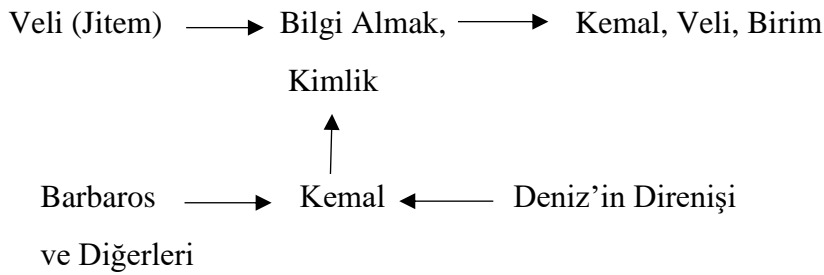 Veli (Jitem) Bilgi Almak, Kemal, Veli, Birim
Kimlik
Barbaros Kemal Deniz’in Direnişi
ve Diğerleri